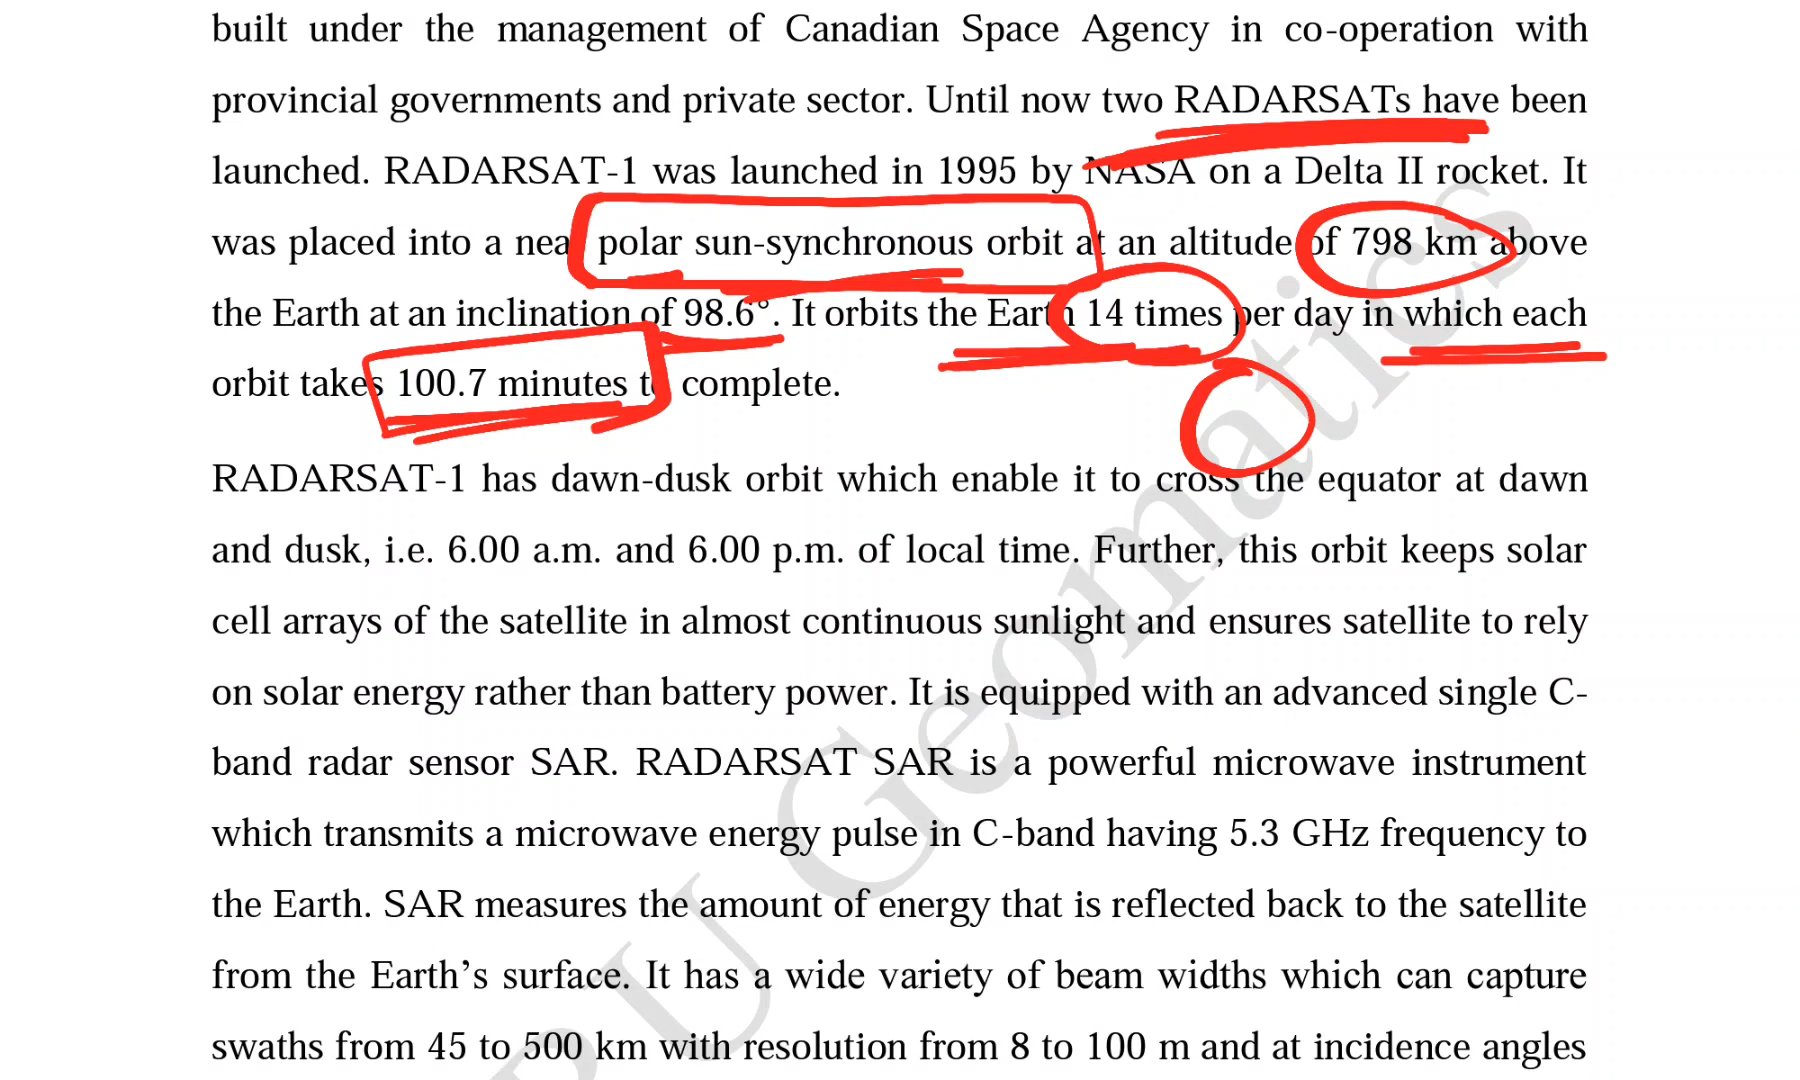 built under the management of Canadian Space Agency in co-operation with
provincial governments and private sector. Until now two RADARSATs have been
launched. RADARSAT-1 was launched in 1995 by NASA on a Delta II rocket. It
was placed into a near polar sun-synchronous orbit at an altitude of 798 km above
the Earth at an inclination of 98.6°. It orbits the Earth 14 times per day in which each
orbit takes 100.7 minutes to complete.
RADARSAT-1 has dawn-dusk orbit which enable it to cross the equator at dawn
and dusk, i.e. 6.00 a.m. and 6.00 p.m. of local time. Further, this orbit keeps solar
cell arrays of the satellite in almost continuous sunlight and ensures satellite to rely
on solar energy rather than battery power. It is equipped with an advanced single C-
band radar sensor SAR. RADARSAT SAR is a powerful microwave instrument
which transmits a microwave energy pulse in C-band having 5.3 GHz frequency to
the Earth. SAR measures the amount of energy that is reflected back to the satellite
from the Earth’s surface. It has a wide variety of beam widths which can capture
swaths from 45 to 500 km with resolution from 8 to 100 m and at incidence angles
U Geomatics